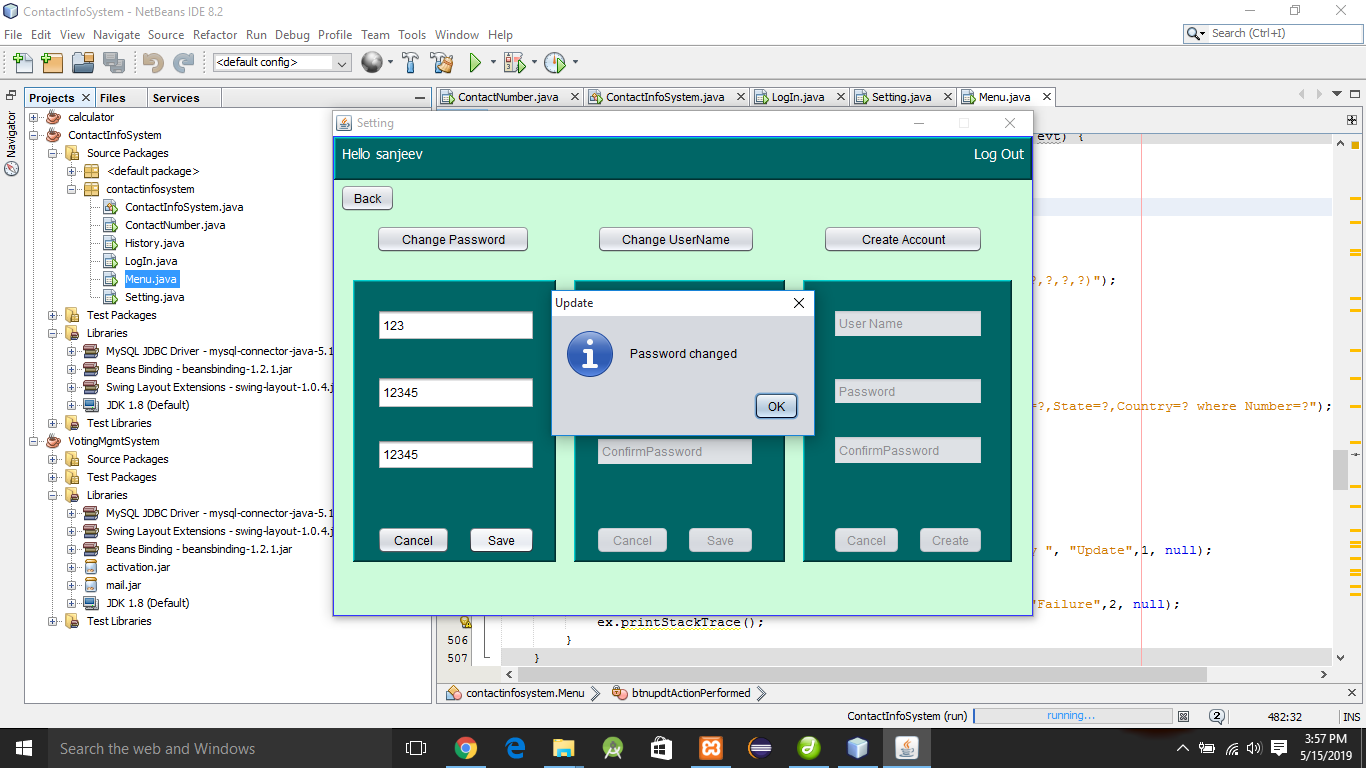 ContactInfoSystem - NetBeans IDE 8.2
File Edit View Navigate Source Refactor Run Debug Profile Team Tools Window Help
Search (Ctrl+I)
<default config>
Projects Files Services
Navigator
ContactNumber.java ContactInfoSystem.java LogIn.java Setting.java Menu.java
calculator
ContactInfoSystem
Source Packages
<default package>
contactinfosystem
ContactInfoSystem.java
ContactNumber.java
History.java
LogIn.java
Menu.java
Setting.java
Test Packages
Libraries
MySQL JDBC Driver - mysql-connector-java-5.1
Beans Binding - beansbinding-1.2.1.jar
Swing Layout Extensions - swing-layout-1.0.4.j
JDK 1.8 (Default)
Test Libraries
VotingMgmtSystem
Source Packages
Test Packages
Libraries
MySQL JDBC Driver - mysql-connector-java-5.1
Swing Layout Extensions - swing-layout-1.0.4.j
Beans Binding - beansbinding-1.2.1.jar
activation.jar
mail.jar
JDK 1.8 (Default)
Test Libraries
Setting
Hello sanjeev
Log Out
Back
Change Password
Change UserName
Create Account
123
12345
12345
Cancel Save
Update
Password changed
OK
ConfirmPassword
Cancel Save
User Name
Password
ConfirmPassword
Cancel Create
evt) {
,?,?,?)");
=?,State=?,Country=? where Number=?");
y ", "Update",1, null);
"Failure",2, null);
ex.printStackTrace();
506 }
507 }
contactinfosystem.Menu btnupdtActionPerformed
ContactInfoSystem (run) running... 2 482:32 INS
Search the web and Windows
3:57 PM
5/15/2019